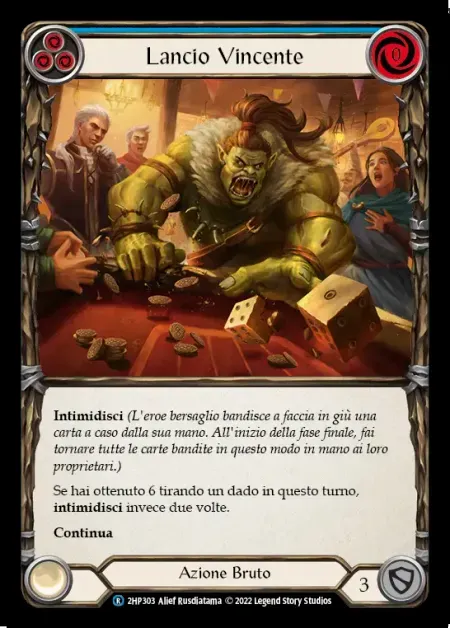 Lancio Vincente
0
Intimidisci (L'eroe bersaglio bandisce a faccia in giù una
carta a caso dalla sua mano. All'inizio della fase finale, fai
tornare tutte le carte bandite in questo modo in mano ai loro
proprietari.)
Se hai ottenuto 6 tirando un dado in questo turno,
intimidisci invece due volte.
Continua
Azione Bruto
3
R 2HP303 Alief Rusdiatama © 2022 Legend Story Studios